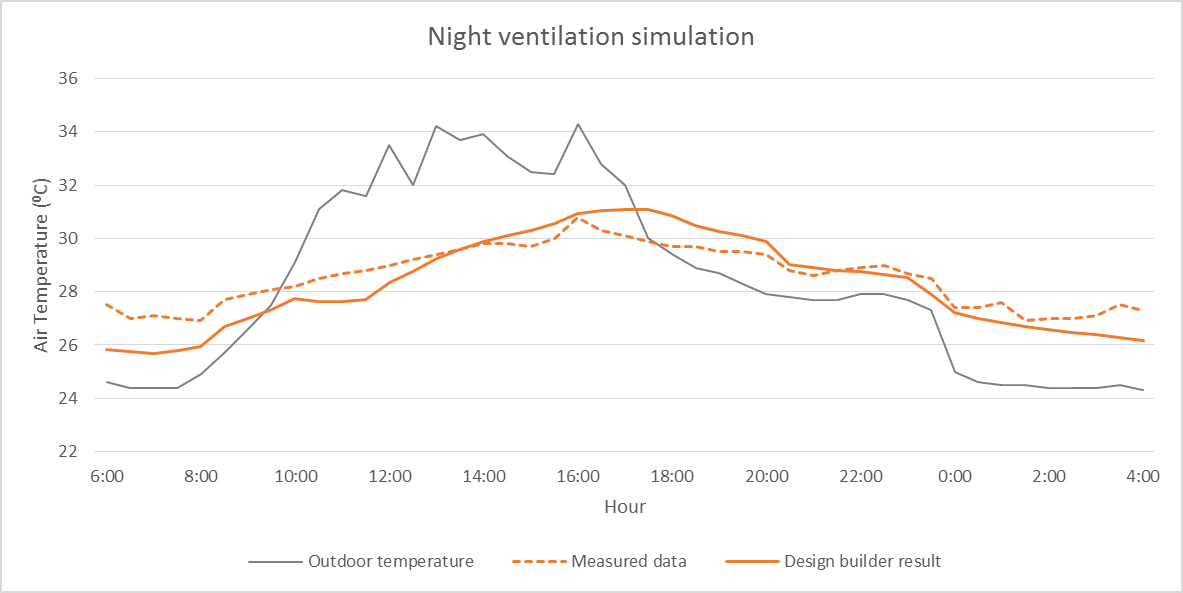 Night ventilation simulation
36
34
32
30
28
26
24
22
Air Temperature (⁰C)
6:00 8:00 10:00 12:00 14:00 16:00 18:00 20:00 22:00 0:00 2:00 4:00
Hour
Outdoor temperature Measured data Design builder result